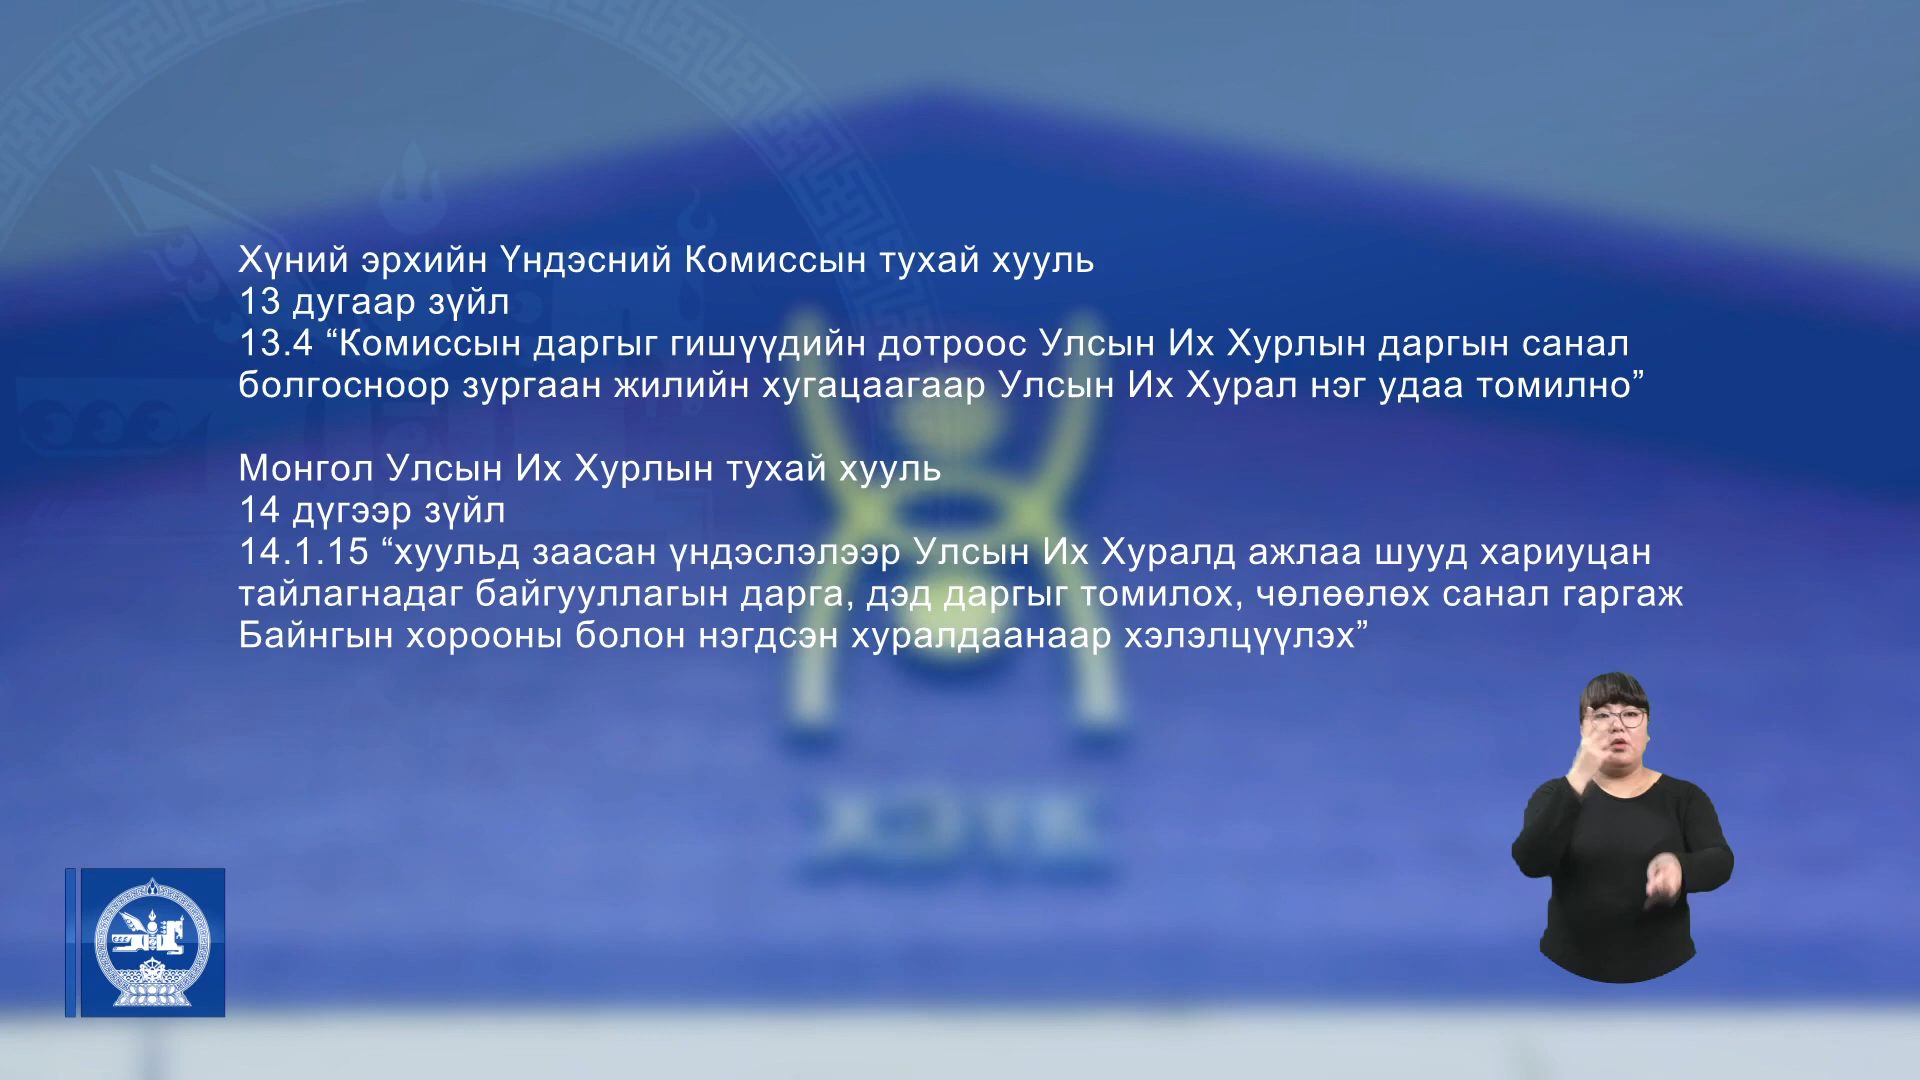 Хүний эрхийн Үндэсний Комиссын тухай хууль
13 дугаар зүйл
13.4 “Комиссын даргыг гишүүдийн дотроос Улсын Их Хурлын даргын санал
болгосноор зургаан жилийн хугацаагаар Улсын Их Хурал нэг удаа томилно”
Монгол Улсын Их Хурлын тухай хууль
14 дүгээр зүйл
14.1.15 “хуульд заасан үндэслэлээр Улсын Их Хуралд ажлаа шууд хариуцан
тайлагнадаг байгууллагын дарга, дэд даргыг томилох, чөлөөлөх санал гаргаж
Байнгын хорооны болон нэгдсэн хуралдаанаар хэлэлцүүлэх”
ХЭҮК